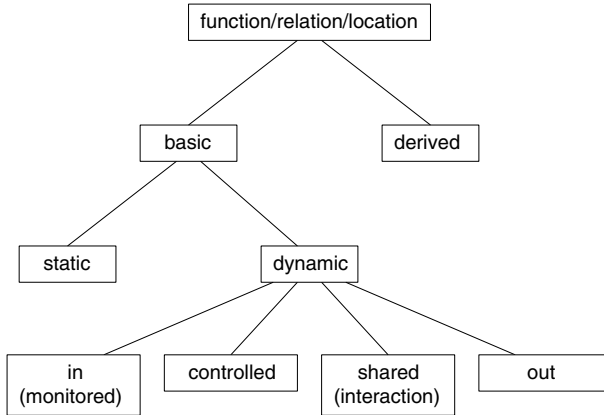 function/relation/location
basic
derived
static
dynamic
in
(monitored)
controlled
shared
(interaction)
out